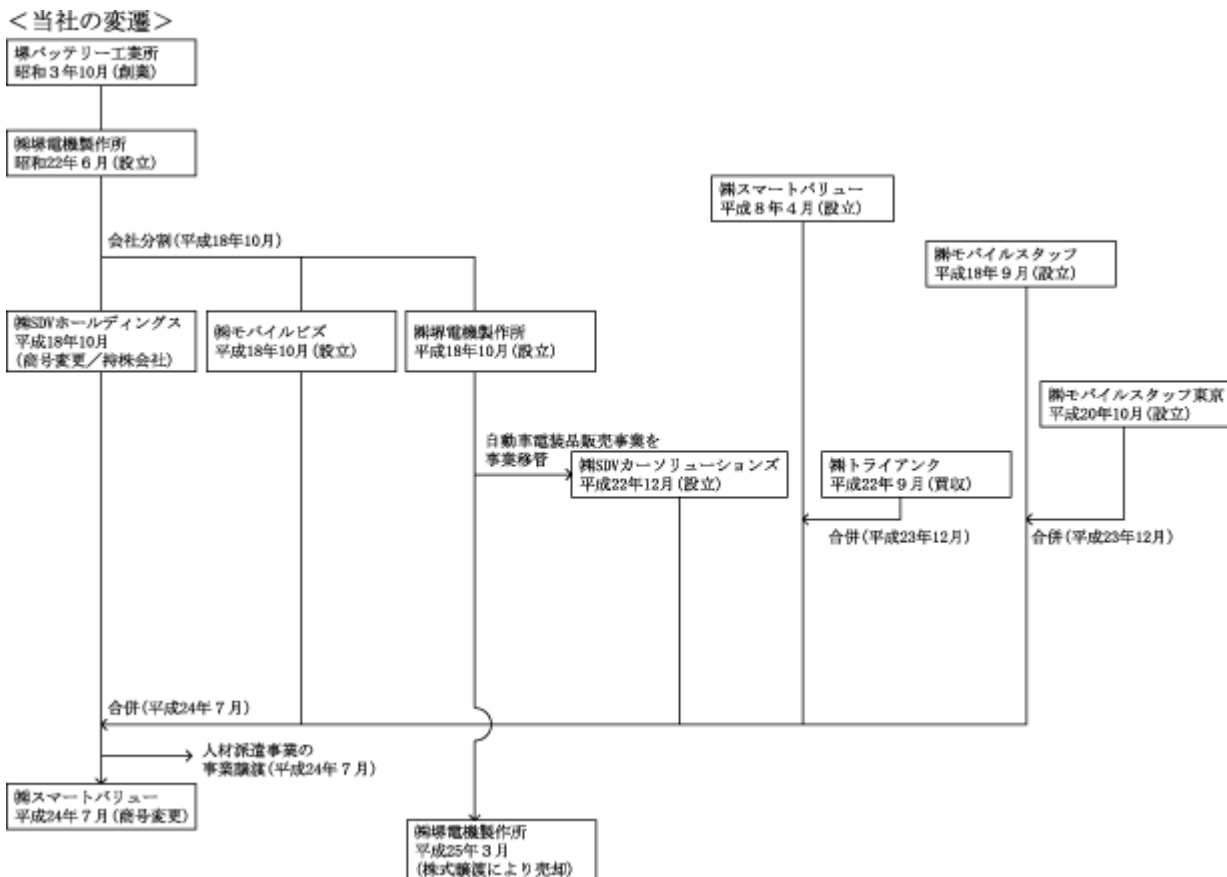 ＜当社の変遷＞
堺バッテリー工業所
昭和３年10月(創業)
㈱堺電機製作所
昭和22年６月(設立)
㈱スマートバリュー
平成８年４月(設立)
会社分割(平成18年10月)
㈱モバイルスタッフ
平成18年９月(設立)
㈱SDVホールディングス
平成18年10月
(商号変更／持株会社)
㈱モバイルビズ
平成18年10月(設立)
㈱堺電機製作所
平成18年10月(設立)
㈱モバイルスタッフ東京
平成20年10月(設立)
自動車電装品販売事業を
事業移管
㈱SDVカーソリューションズ
平成22年12月(設立)
㈱トライアンク
平成22年９月(買収)
合併(平成23年12月)
合併(平成23年12月)
合併(平成24年７月)
人材派遣事業の
事業譲渡(平成24年７月)
㈱スマートバリュー
平成24年７月(商号変更)
㈱堺電機製作所
平成25年３月
(株式譲渡により売却)